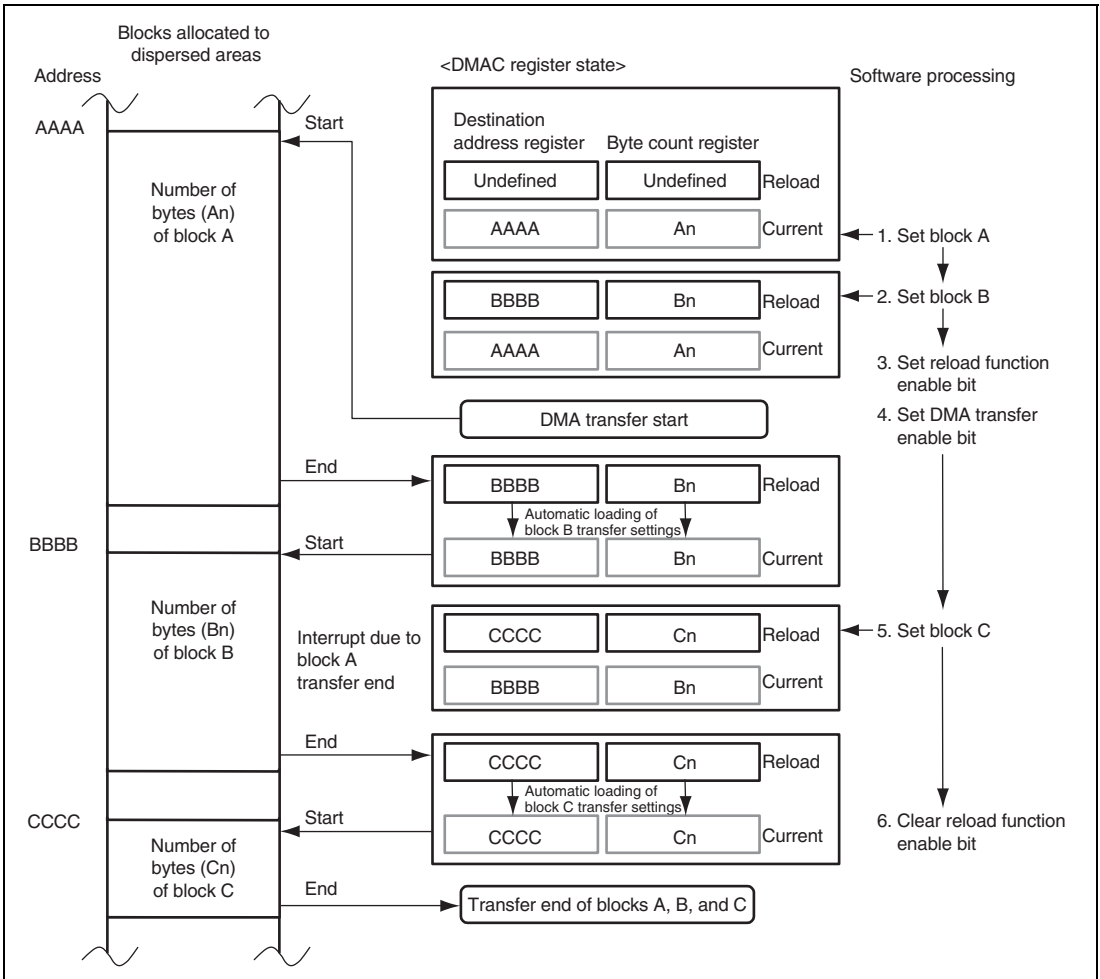 Blocks allocated to
dispersed areas
Address
<DMAC register state>
Software processing
AAAA
Start
Destination
address register
Byte count register
Undefined
Undefined
Reload
Number of
bytes (An)
of block A
AAAA
An
Current
1. Set block A
BBBB
Bn
Reload
2. Set block B
AAAA
An
Current
3. Set reload function
enable bit
DMA transfer start
4. Set DMA transfer
enable bit
End
BBBB
Bn
Reload
Automatic loading of
block B transfer settings
BBBB
Start
BBBB
Bn
Current
Number of
bytes (Bn)
of block B
Interrupt due to
block A
transfer end
CCCC
Cn
Reload
5. Set block C
BBBB
Bn
Current
End
CCCC
Cn
Reload
Automatic loading of
block C transfer settings
CCCC
Start
CCCC
Cn
Current
6. Clear reload function
enable bit
Number of
bytes (Cn)
of block C
End
Transfer end of blocks A, B, and C